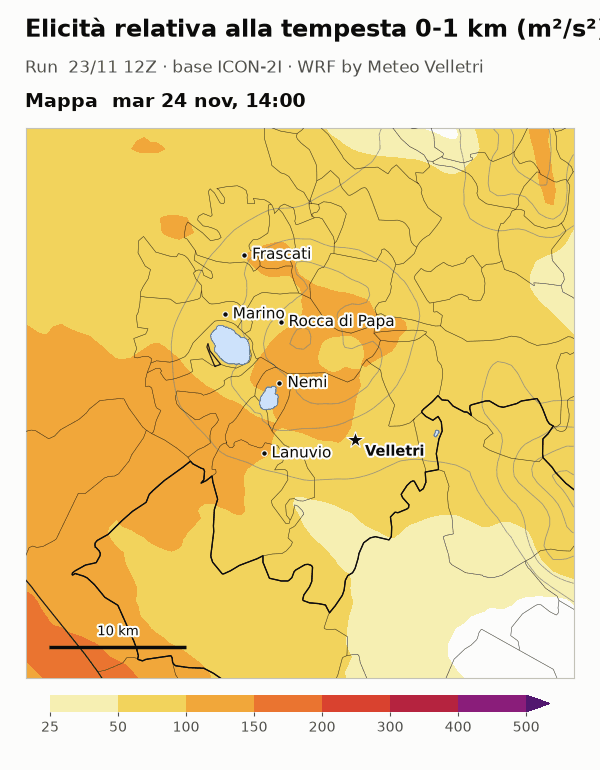 Elicità relativa alla tempesta 0-1 km (m²/s²)
Run 23/11 12Z · base ICON-2I · WRF by Meteo Velletri
Mappa mar 24 nov, 14:00
Frascati
Marino
Rocca di Papa
Nemi
Velletri
Lanuvio
10 km
25 50 100 150 200 300 400 500